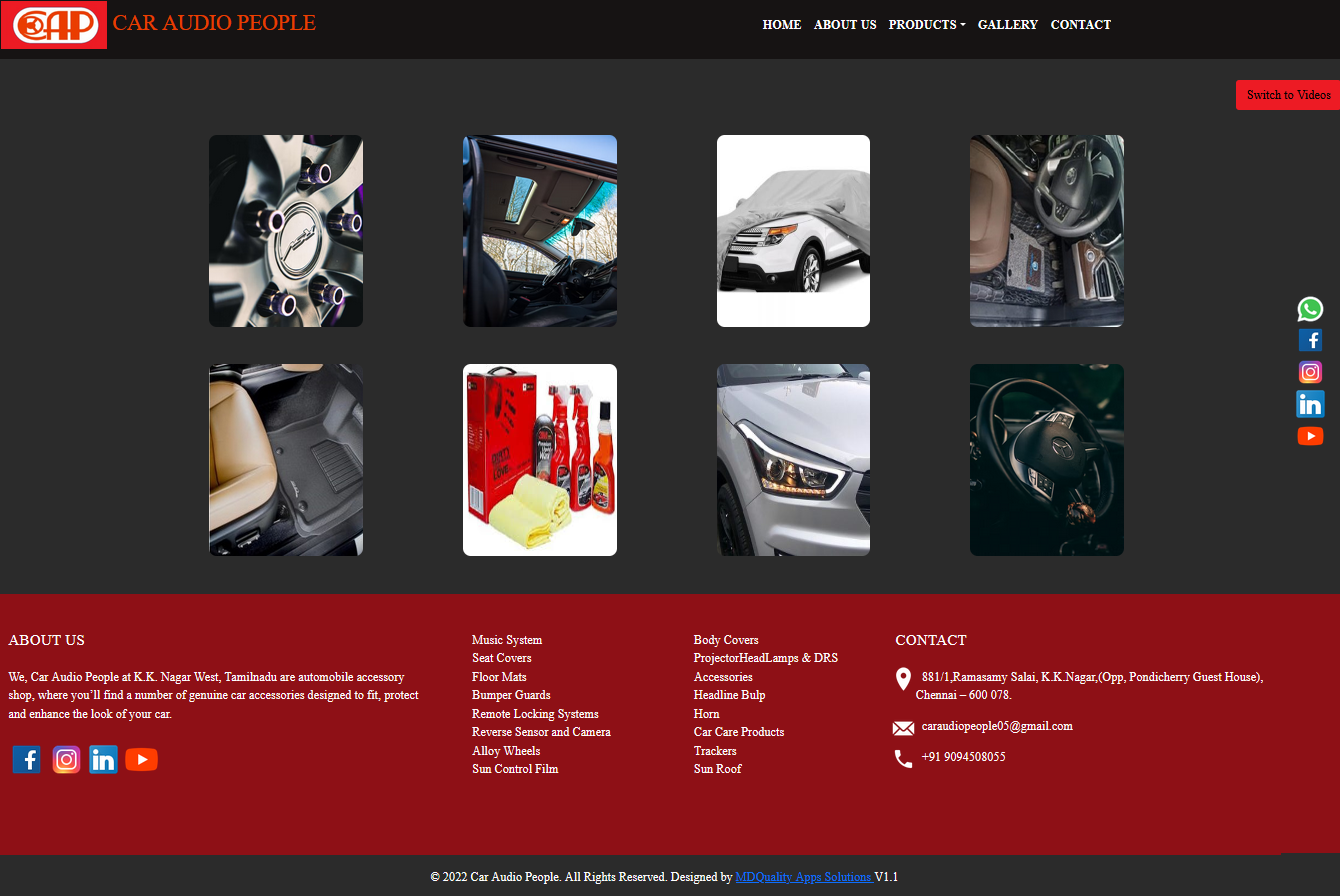 CAP CAR AUDIO PEOPLE
HOME ABOUT US PRODUCTS GALLERY CONTACT
Switch to Videos
DIRTY
LOVE
3M
ABOUT US
We, Car Audio People at K.K. Nagar West, Tamilnadu are automobile accessory
shop, where you’ll find a number of genuine car accessories designed to fit, protect
and enhance the look of your car.
Music System
Seat Covers
Floor Mats
Bumper Guards
Remote Locking Systems
Reverse Sensor and Camera
Alloy Wheels
Sun Control Film
Body Covers
ProjectorHeadLamps & DRS
Accessories
Headline Bulp
Horn
Car Care Products
Trackers
Sun Roof
CONTACT
881/1,Ramasamy Salai, K.K.Nagar,(Opp, Pondicherry Guest House),
Chennai – 600 078.
caraudiopeople05@gmail.com
+91 9094508055
© 2022 Car Audio People. All Rights Reserved. Designed by MDQuality Apps Solutions V1.1